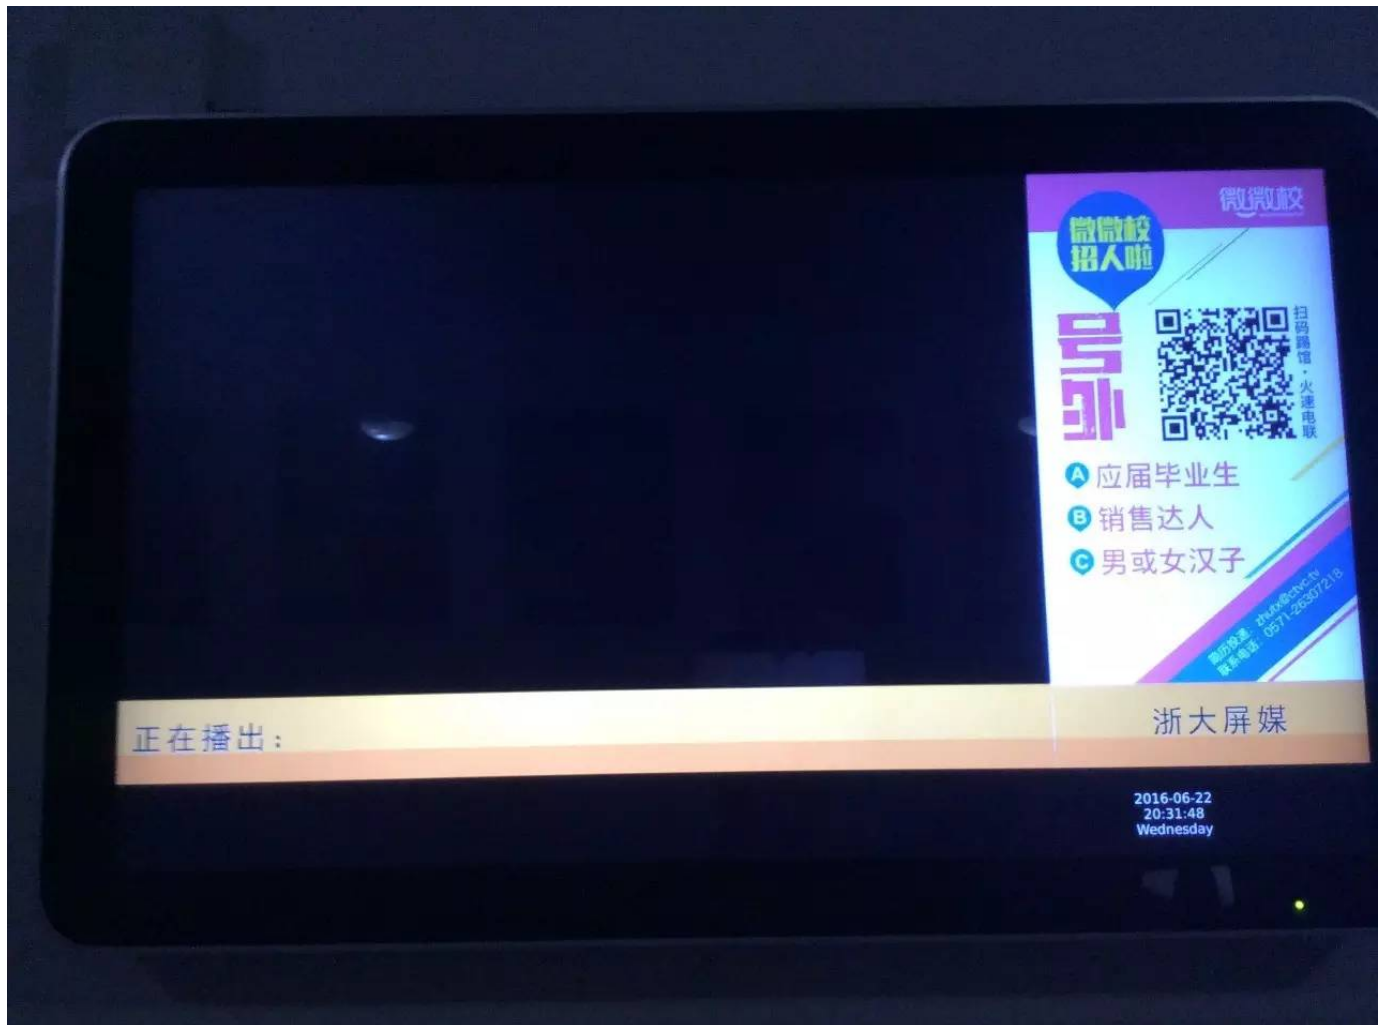 微微校
微微校
招人啦
号外
扫码踢馆·火速电联
A 应届毕业生
B 销售达人
C 男或女汉子
简历投递: zhutx@ctvc.tv
联系电话: 0571-26307218
正在播出:
浙大屏媒
2016-06-22
20:31:48
Wednesday